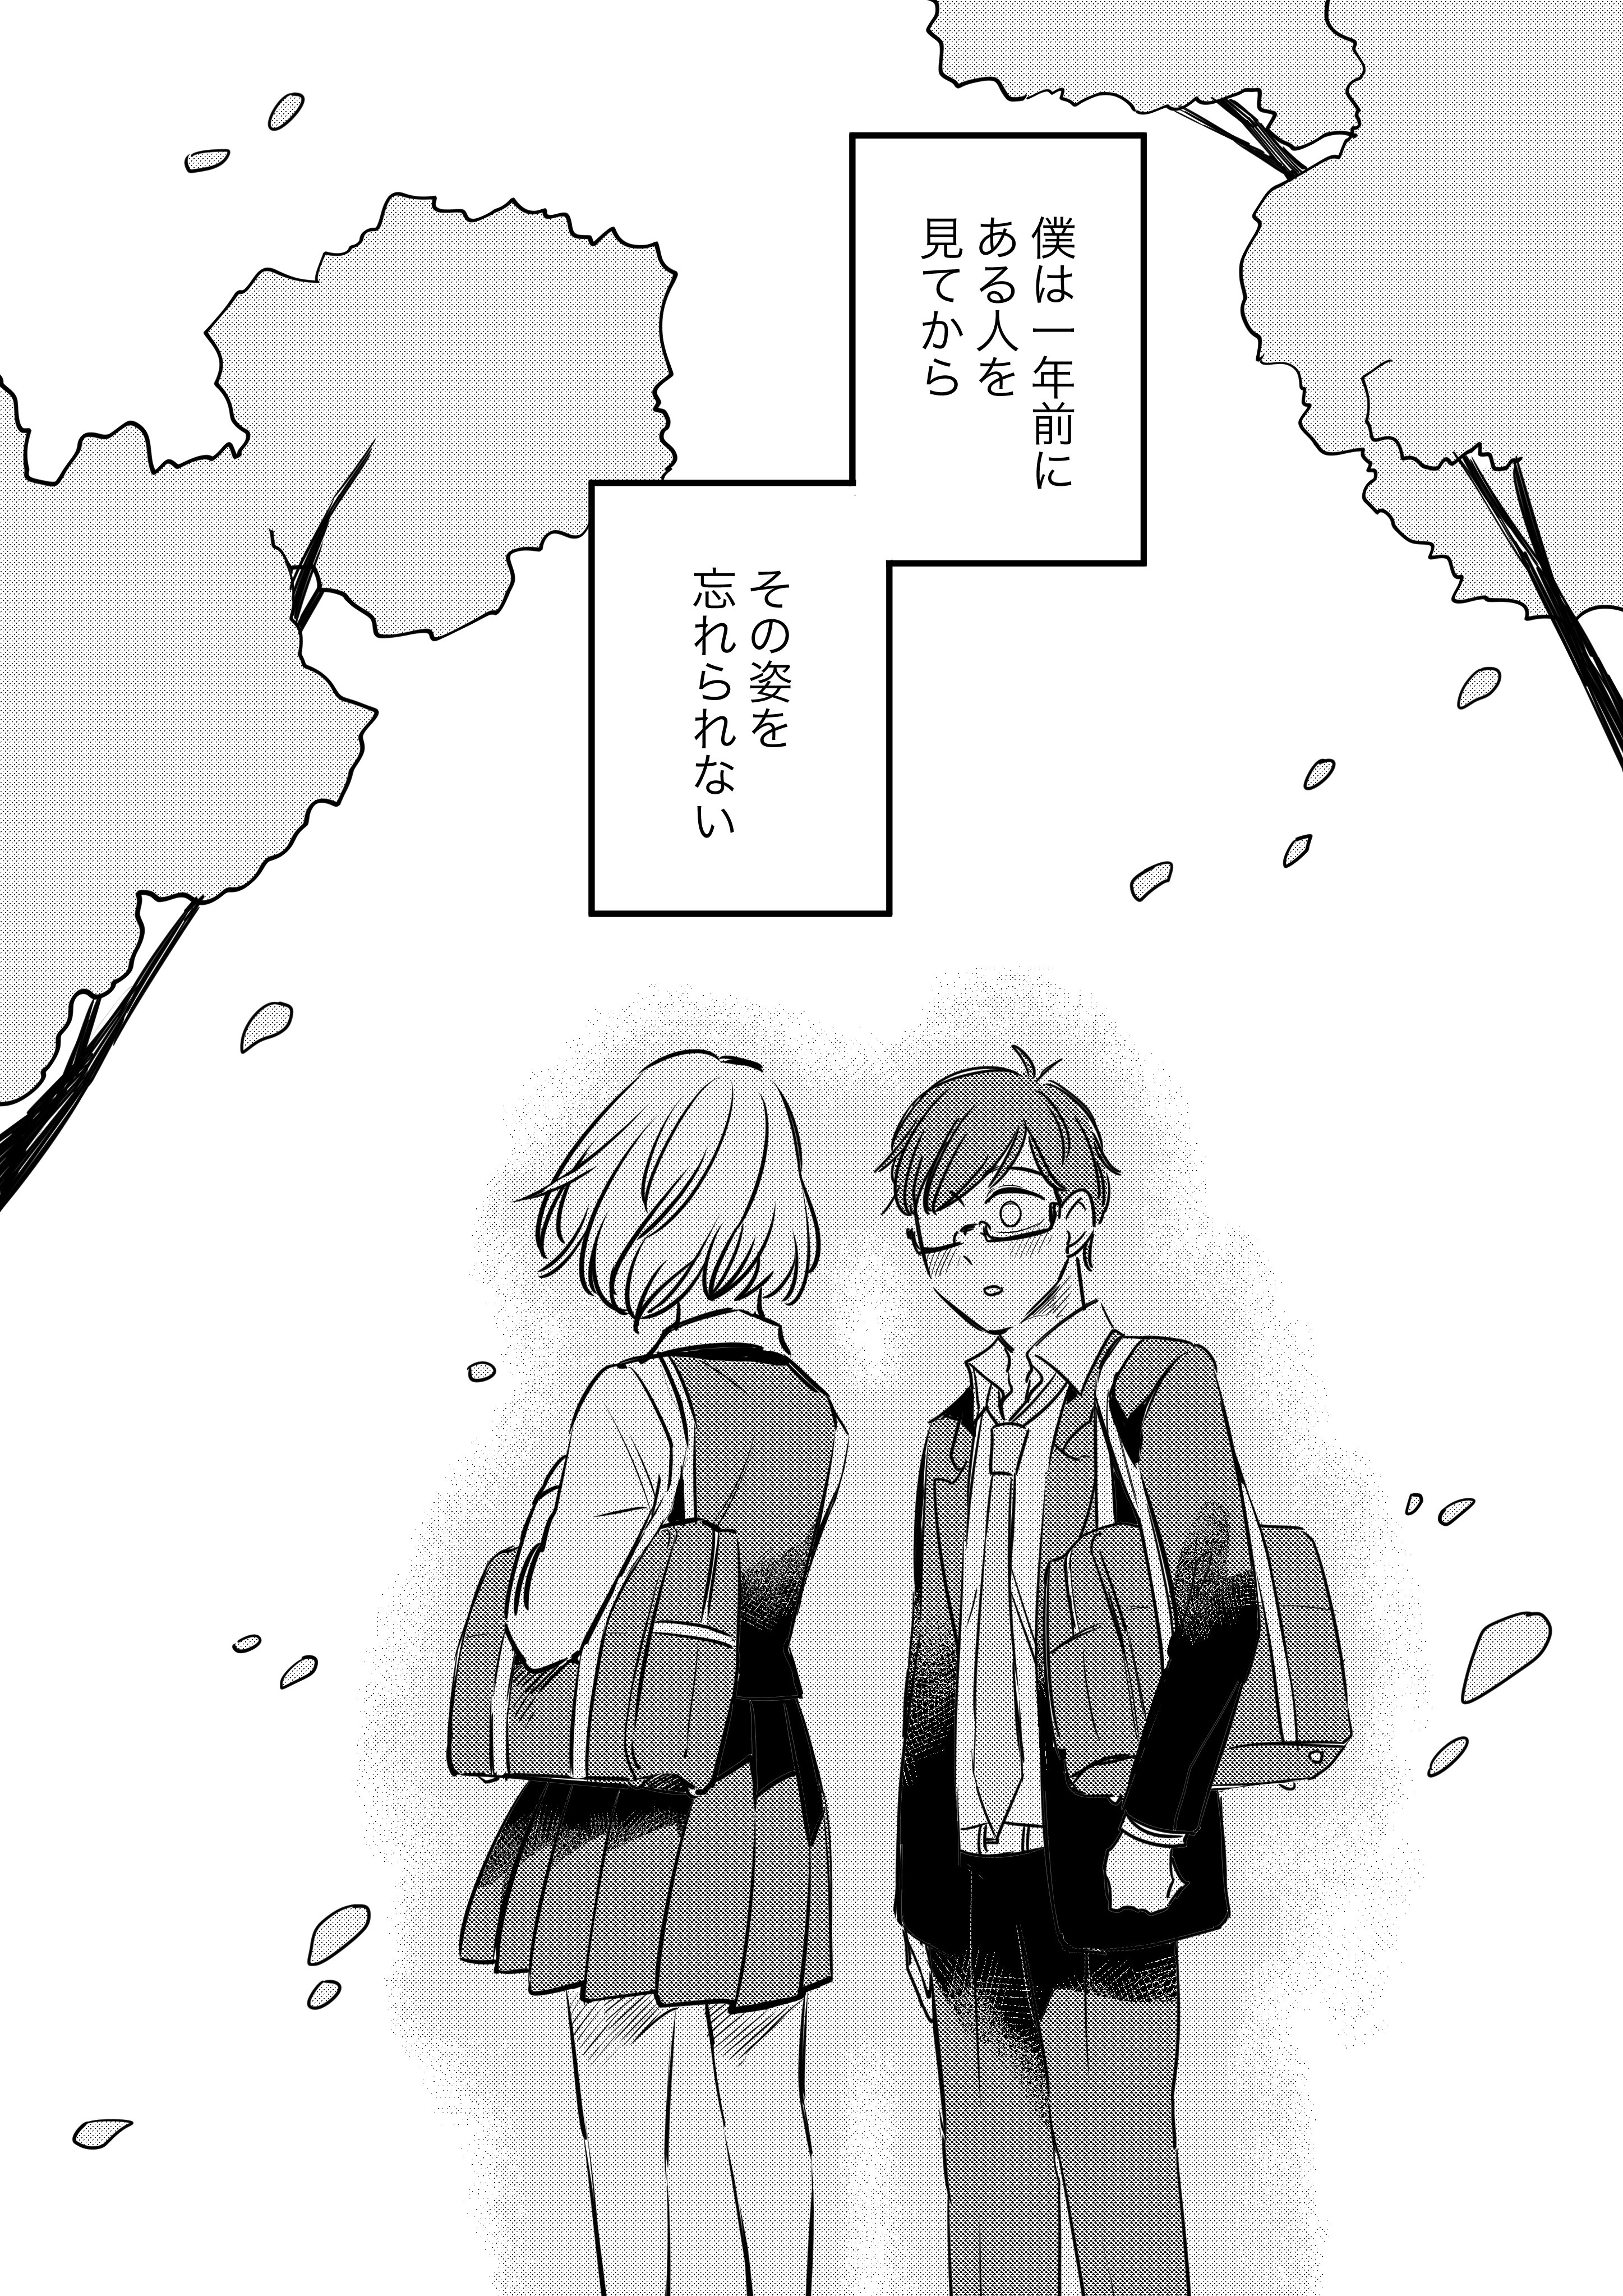 僕は一年前に
ある人を
見てから
その姿を
忘れられない